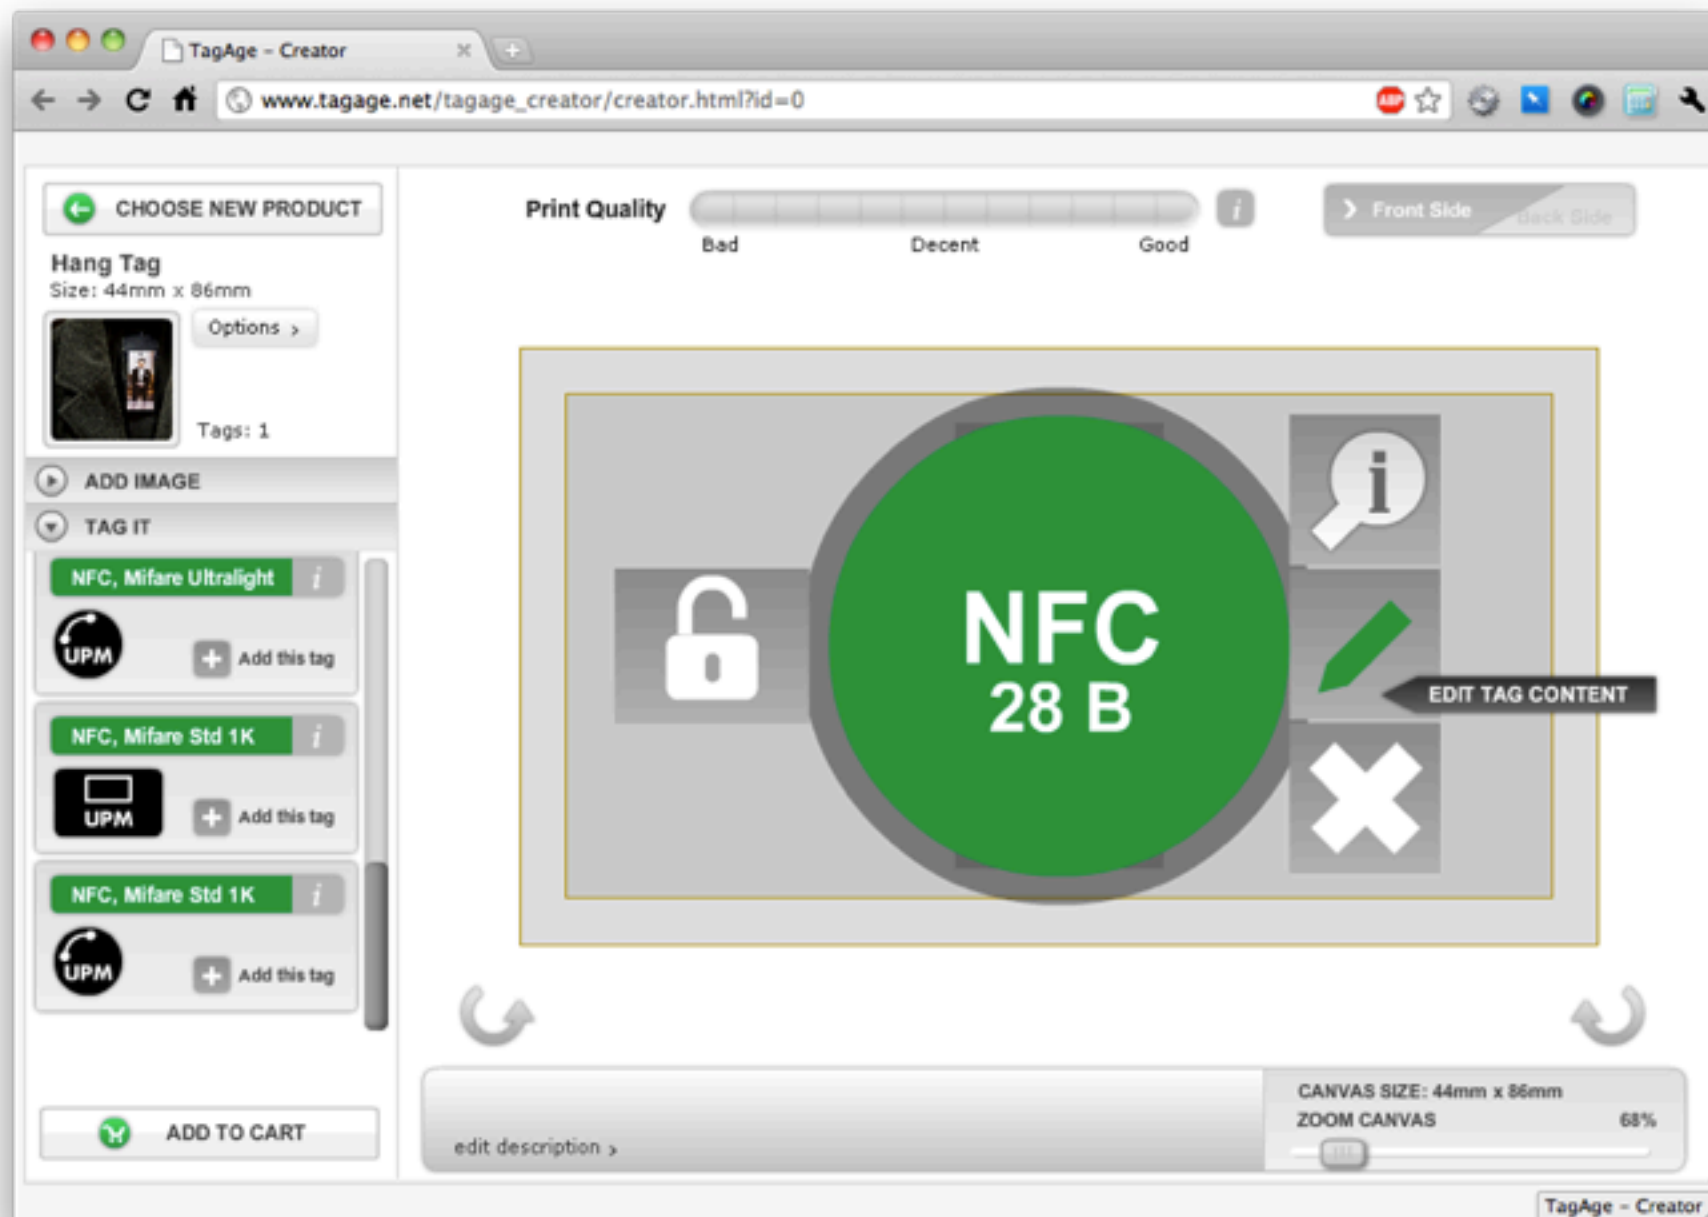 TagAge – Creator
www.tagage.net/tagage_creator/creator.html?id=0
ABP
CHOOSE NEW PRODUCT
Hang Tag
Size: 44mm x 86mm
Options ›
Tags: 1
ADD IMAGE
TAG IT
NFC, Mifare Ultralight i
UPM
Add this tag
NFC, Mifare Std 1K i
UPM
Add this tag
NFC, Mifare Std 1K i
UPM
Add this tag
ADD TO CART
Print Quality
i
Bad Decent Good
Front Side
Back Side
i
NFC
28 B
EDIT TAG CONTENT
edit description ›
CANVAS SIZE: 44mm x 86mm
ZOOM CANVAS 68%
TagAge – Creator